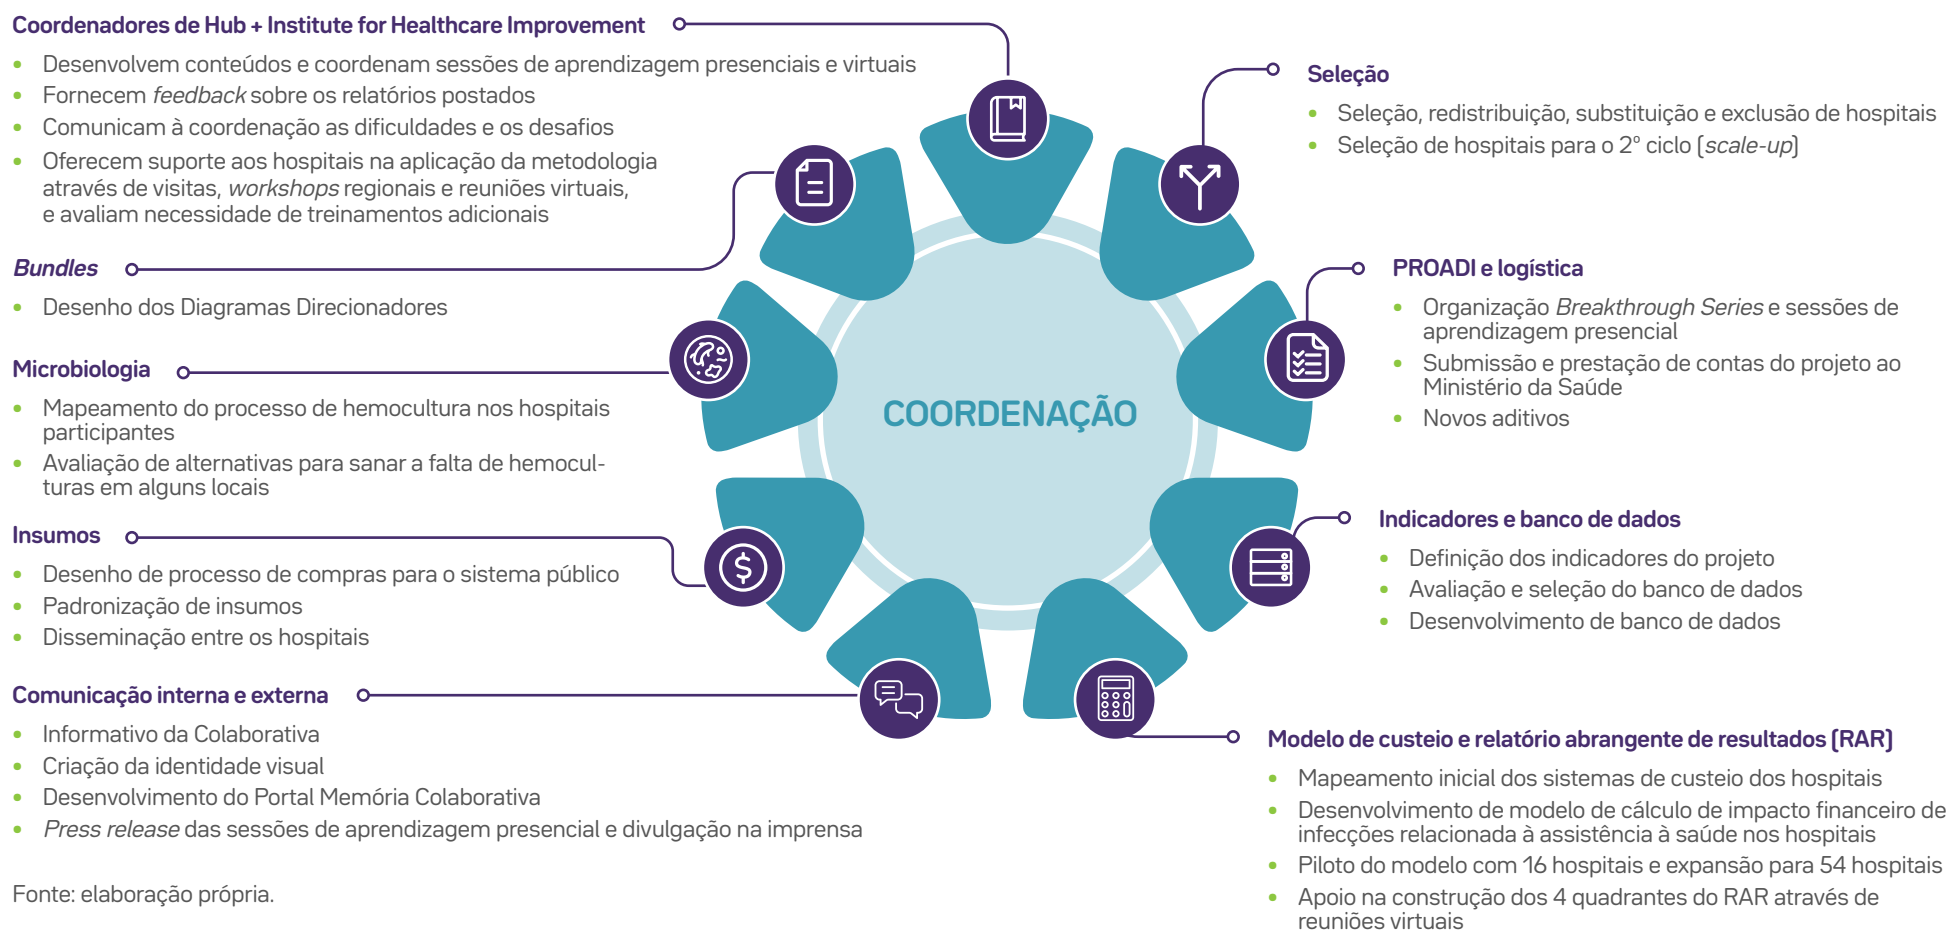 Coordenadores de Hub + Institute for Healthcare Improvement
• Desenvolvem conteúdos e coordenam sessões de aprendizagem presenciais e virtuais
• Fornecem feedback sobre os relatórios postados
• Comunicam à coordenação as dificuldades e os desafios
• Oferecem suporte aos hospitais na aplicação da metodologia
através de visitas, workshops regionais e reuniões virtuais,
e avaliam necessidade de treinamentos adicionais
Bundles
• Desenho dos Diagramas Direcionadores
Microbiologia
• Mapeamento do processo de hemocultura nos hospitais
participantes
• Avaliação de alternativas para sanar a falta de hemocul-
turas em alguns locais
Insumos
• Desenho de processo de compras para o sistema público
• Padronização de insumos
• Disseminação entre os hospitais
Comunicação interna e externa
• Informativo da Colaborativa
• Criação da identidade visual
• Desenvolvimento do Portal Memória Colaborativa
• Press release das sessões de aprendizagem presencial e divulgação na imprensa
COORDENAÇÃO
$
Seleção
• Seleção, redistribuição, substituição e exclusão de hospitais
• Seleção de hospitais para o 2º ciclo (scale-up)
PROADI e logística
• Organização Breakthrough Series e sessões de
aprendizagem presencial
• Submissão e prestação de contas do projeto ao
Ministério da Saúde
• Novos aditivos
Indicadores e banco de dados
• Definição dos indicadores do projeto
• Avaliação e seleção do banco de dados
• Desenvolvimento de banco de dados
Modelo de custeio e relatório abrangente de resultados (RAR)
• Mapeamento inicial dos sistemas de custeio dos hospitais
• Desenvolvimento de modelo de cálculo de impacto financeiro de
infecções relacionada à assistência à saúde nos hospitais
• Piloto do modelo com 16 hospitais e expansão para 54 hospitais
• Apoio na construção dos 4 quadrantes do RAR através de
reuniões virtuais
Fonte: elaboração própria.